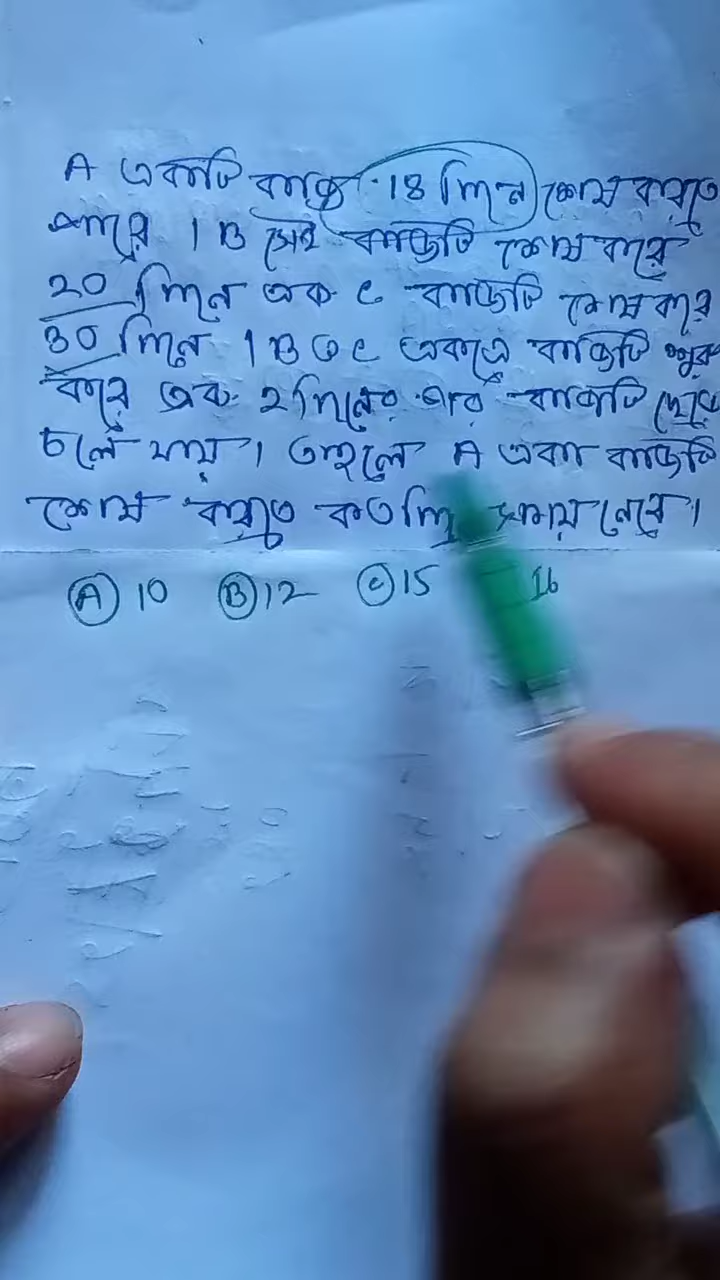 A একটি কাজ 18 দিনে শেষ করতে
পারে। B সেই কাজটি শেষ করে
20 দিনে এবং C কাজটি শেষ করে
30 দিনে। B ও C একত্রে কাজটি শুরু
করে এবং 2 দিনের পর কাজটি ছেড়ে
চলে যায়। তাহলে A একা কাজটি
শেষ করতে কতদিন সময় নেবে।
(A) 10 (B) 12 (C) 15 16